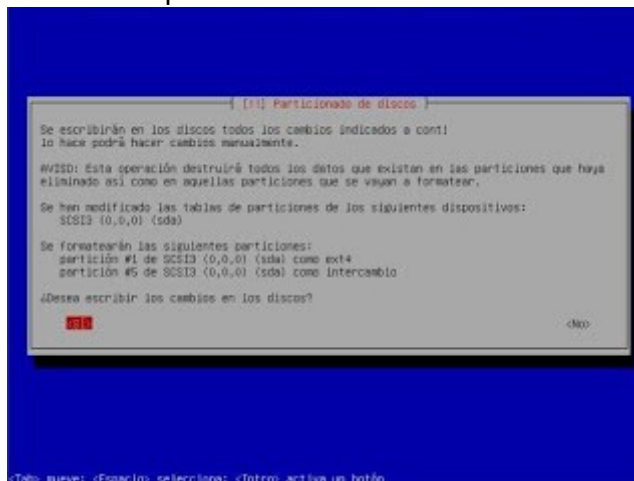 [!!] Particionado de discos
Se escribirán en los discos todos los cambios indicados a conti
lo hace podrá hacer cambios manualmente.
AVISO: Esta operación destruirá todos los datos que existan en las particiones que haya
eliminado así como en aquellas particiones que se vayan a formatear.
Se han modificado las tablas de particiones de los siguientes dispositivos:
SCSI3 (0,0,0) (sda)
Se formatearán las siguientes particiones:
partición #1 de SCSI3 (0,0,0) (sda) como ext4
partición #5 de SCSI3 (0,0,0) (sda) como intercambio
¿Desea escribir los cambios en los discos?
<Sí> <No>
<Tab> mueve; <Espacio> selecciona; <Intro> activa un botón